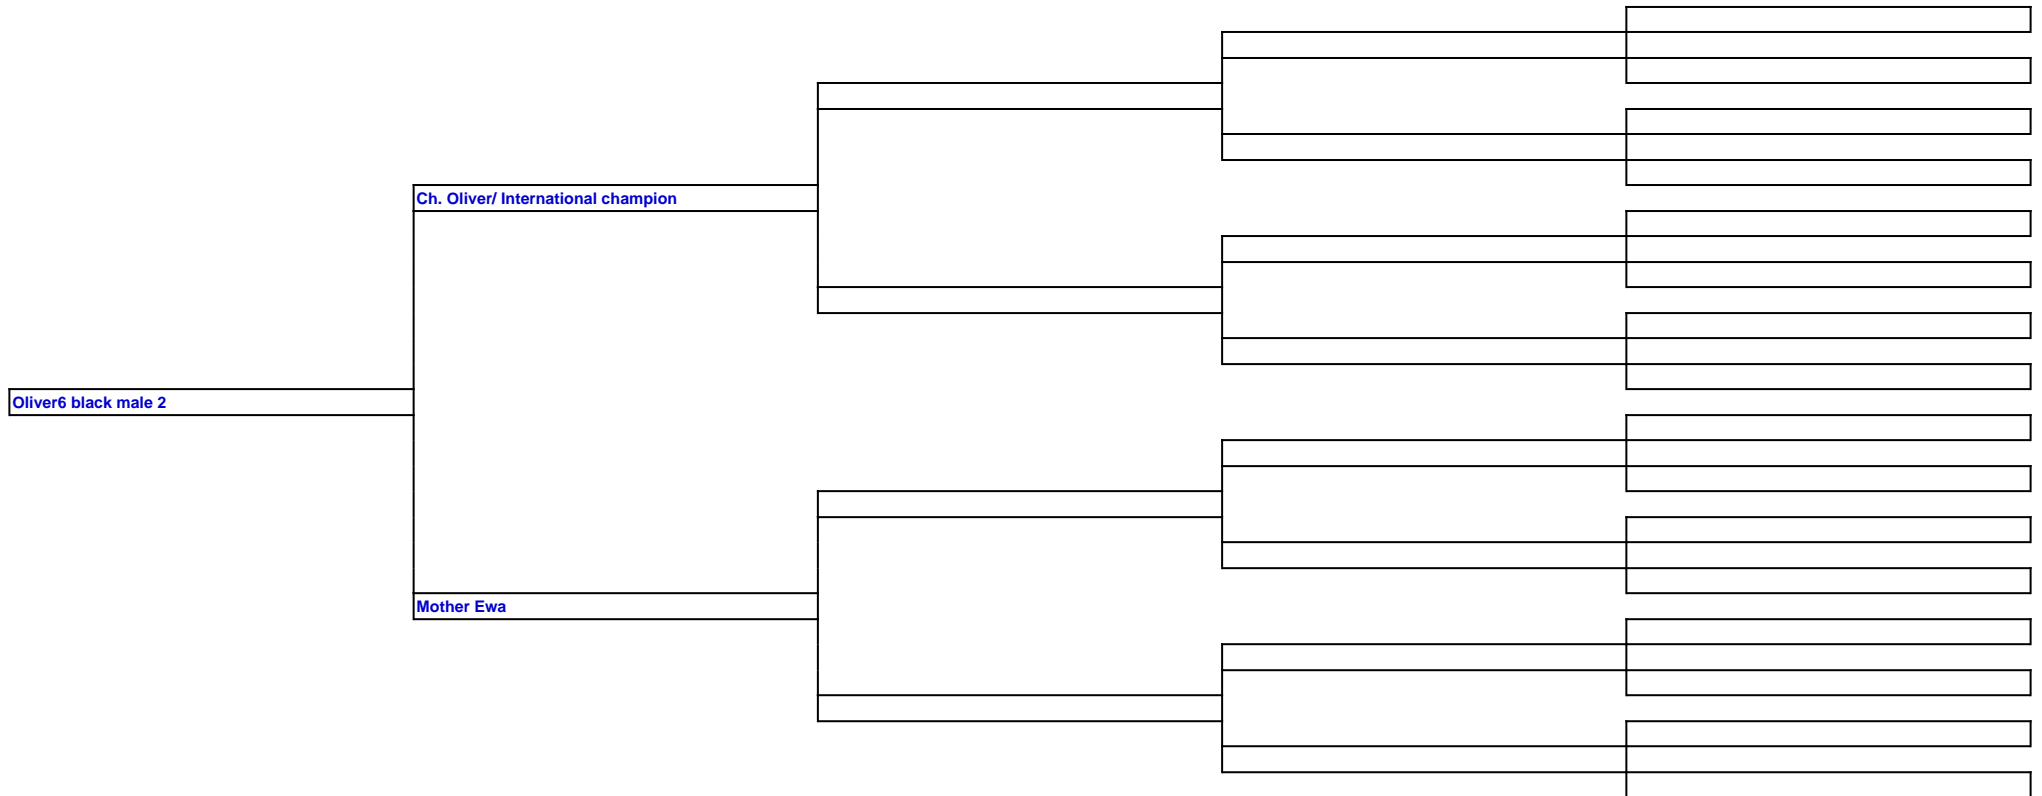 Ch. Oliver/ International champion
Oliver6 black male 2
Mother Ewa